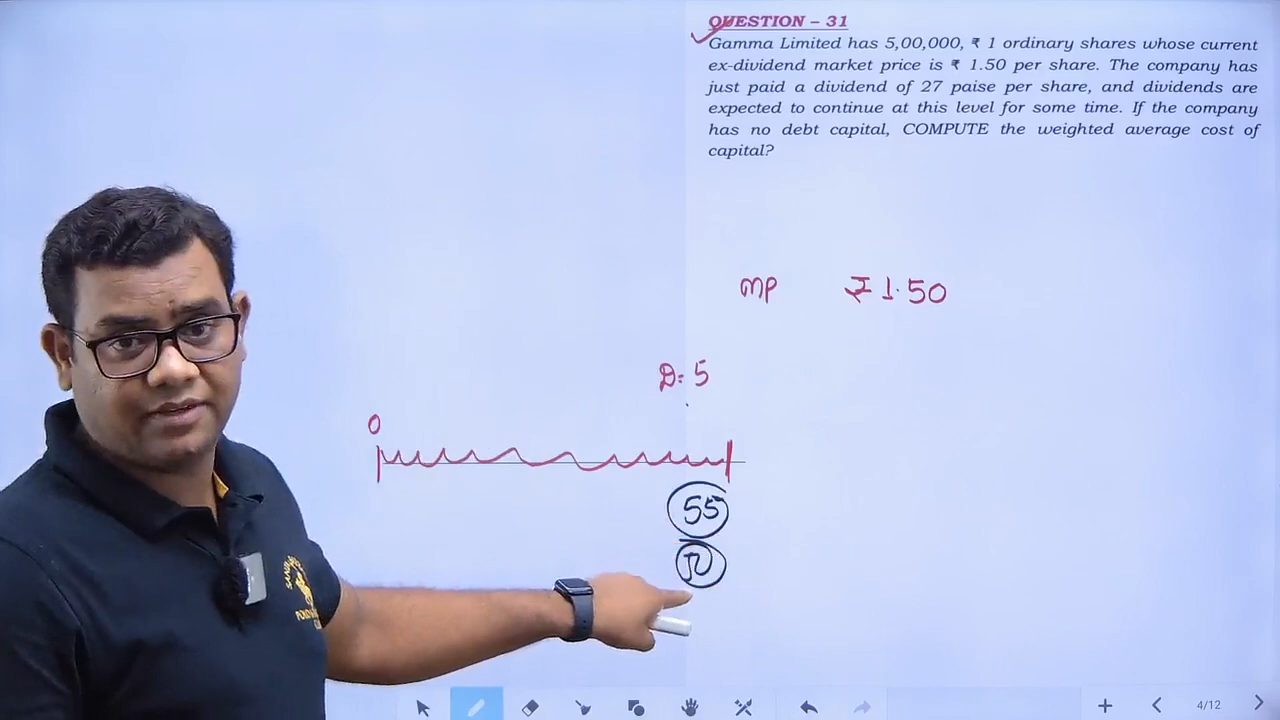 QUESTION – 31
Gamma Limited has 5,00,000, ₹ 1 ordinary shares whose current
ex-dividend market price is ₹ 1.50 per share. The company has
just paid a dividend of 27 paise per share, and dividends are
expected to continue at this level for some time. If the company
has no debt capital, COMPUTE the weighted average cost of
capital?
MP ₹ 1.50
D: 5
0
55
50
4/12